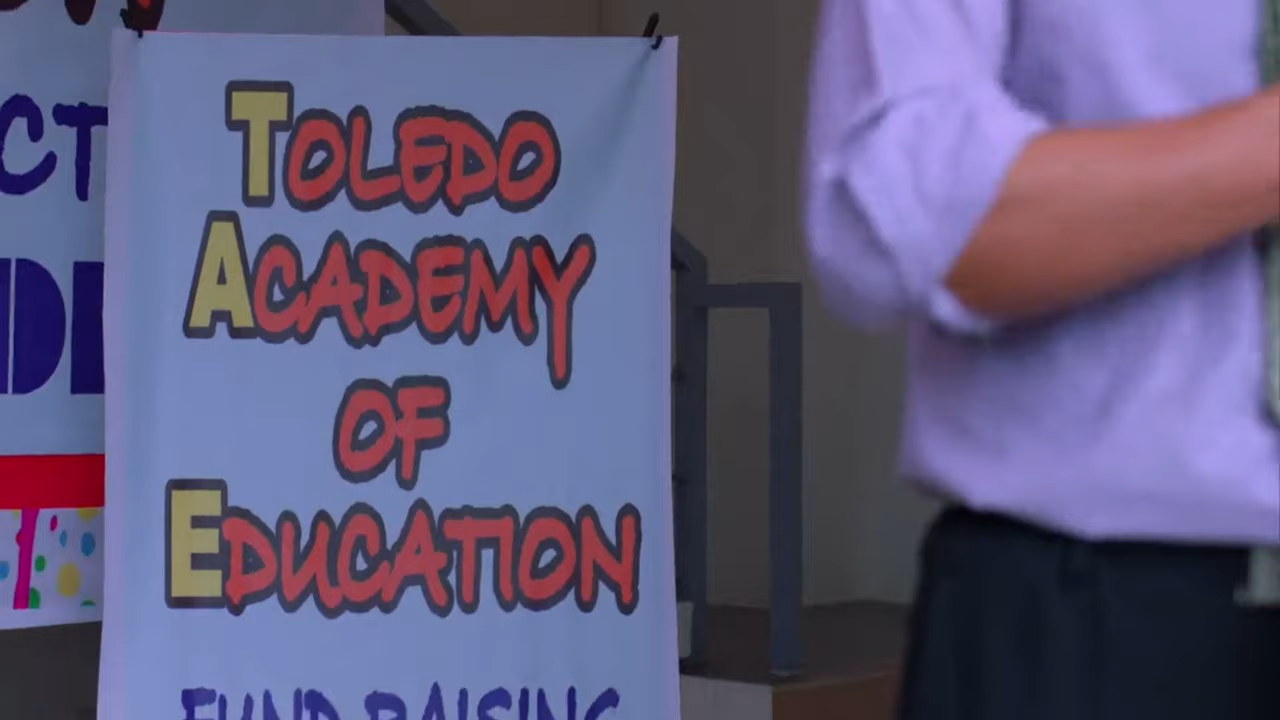 TOLEDO
ACADEMY
OF
EDUCATION
FUND RAISING